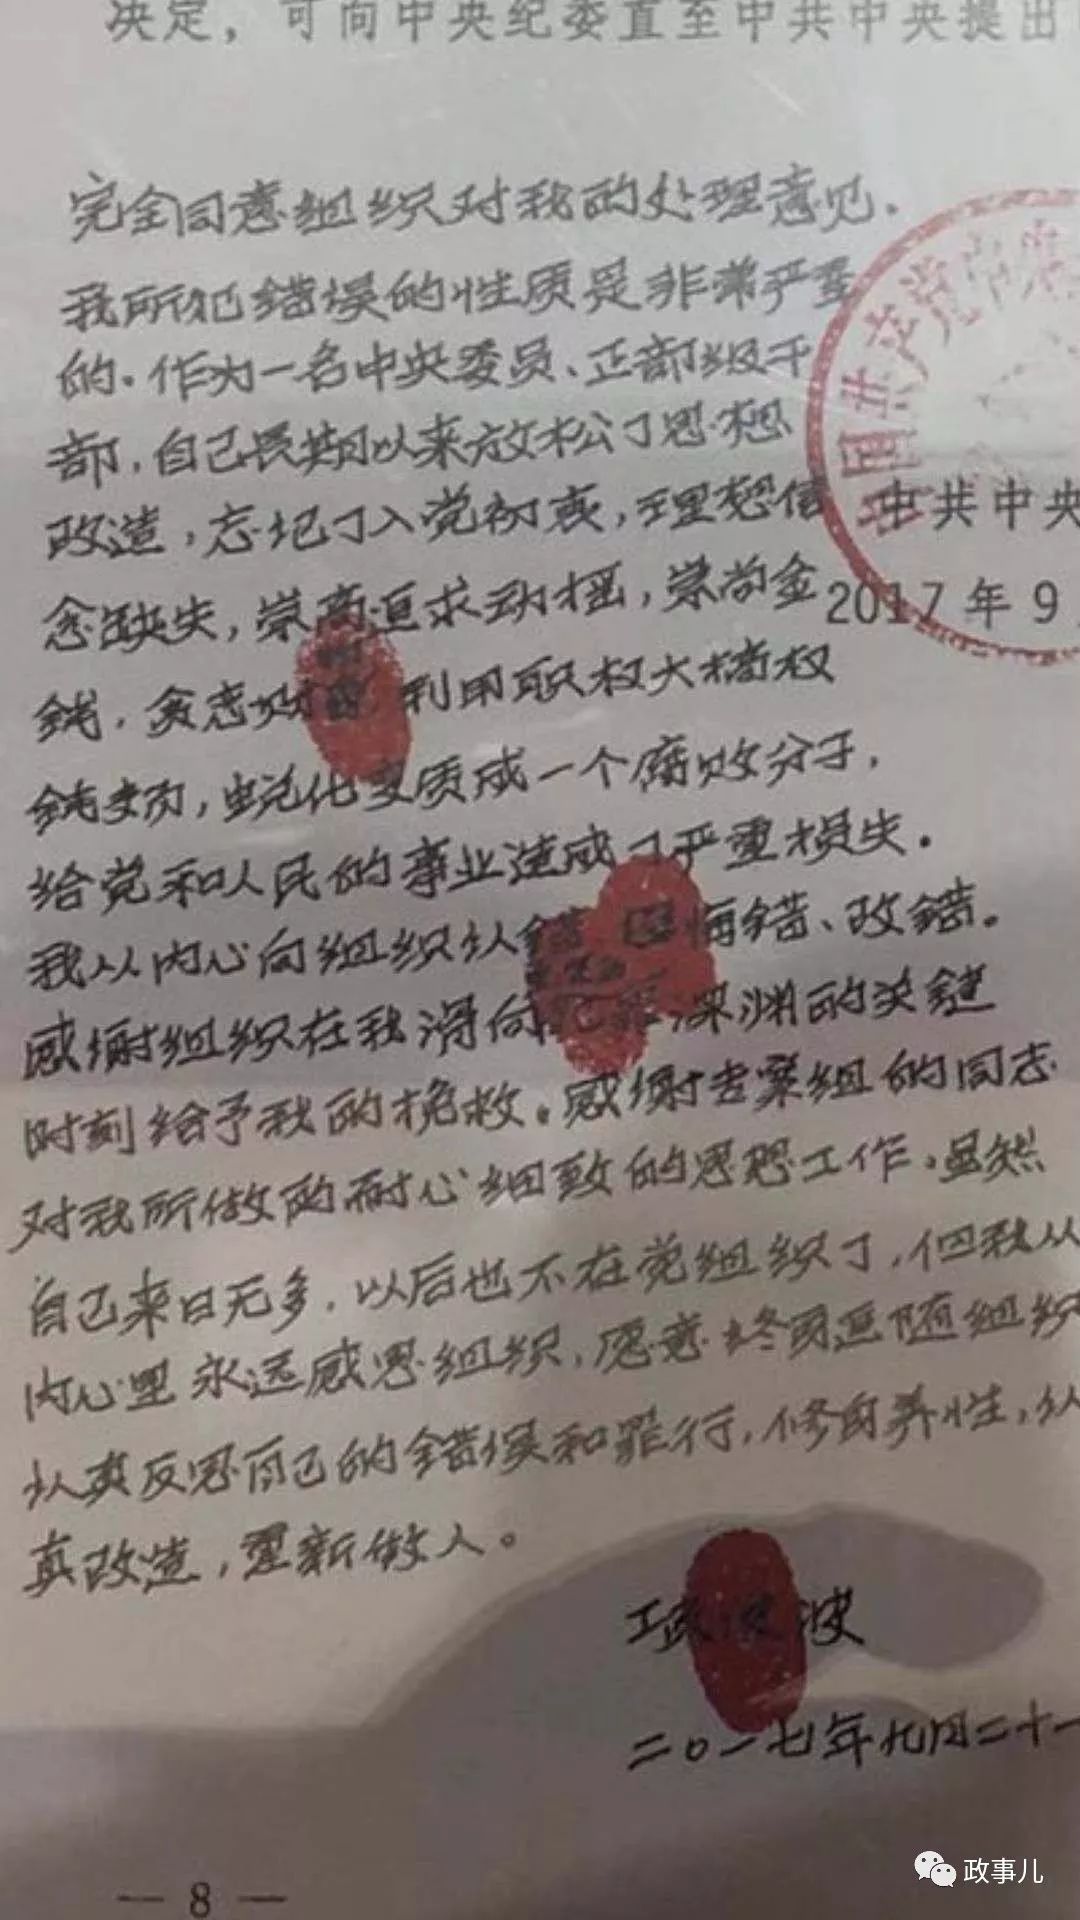 决定，可向中央纪委直至中共中央提出
完全同意组织对我的处理意见.
我所犯错误的性质是非常严重
的.作为一名中央委员、正部级干
部,自己长期以来放松了思想
改造,忘记了入党初衷,理想信
念缺失,崇高追求动摇,崇尚金
钱,贪恋财 利用职权大搞权
钱交易,蜕化变质成一个腐败分子,
给党和人民的事业造成了严重损失.
我从内心向组织认错 悔错、改错。
感谢组织在我滑向 深渊的关键
时刻给予我的挽救。感谢专案组的同志
对我所做的耐心细致的思想工作.虽然
自己来日无多,以后也不在党组织了,但我从
内心里永远感恩组织,愿意终身追随组织
认真反思自己的错误和罪行,修身养性,认
真改造,重新做人。
中国共产党
中共中央
2017年9
项俊波
二〇一七年九月二十一
— 8 —
政事儿